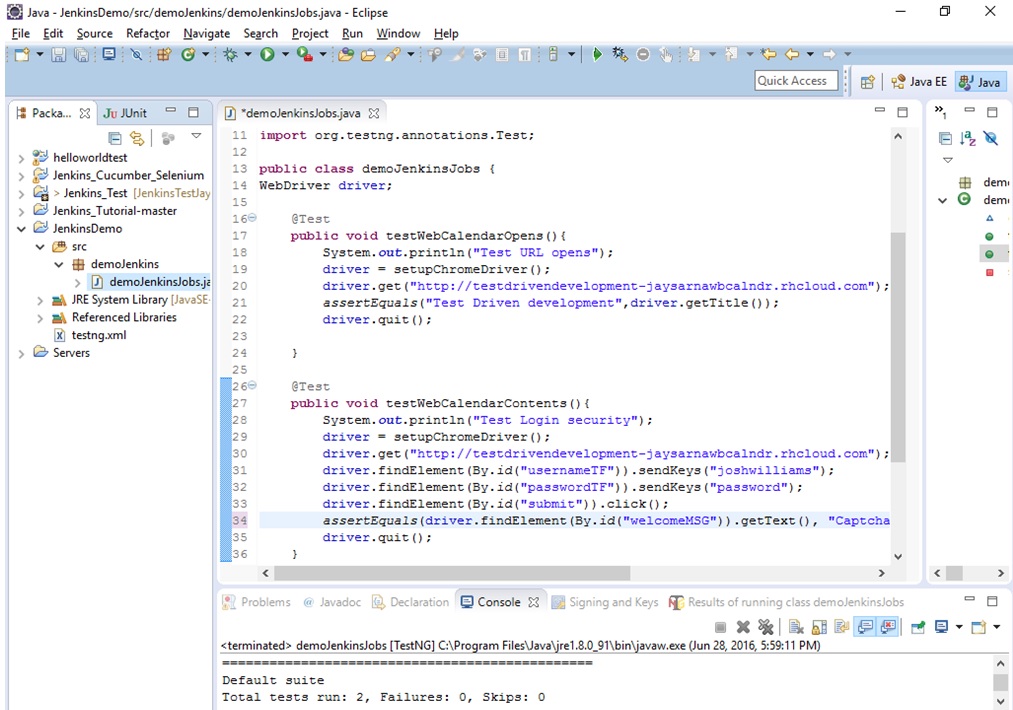 Java - JenkinsDemo/src/demoJenkins/demoJenkinsJobs.java - Eclipse
File Edit Source Refactor Navigate Search Project Run Window Help
Quick Access
Java EE
Java
Packa...
Ju JUnit
helloworldtest
Jenkins_Cucumber_Selenium
> Jenkins_Test [JenkinsTestJay
Jenkins_Tutorial-master
JenkinsDemo
src
demoJenkins
demoJenkinsJobs.ja
JRE System Library [JavaSE-
Referenced Libraries
testng.xml
Servers
*demoJenkinsJobs.java
11 import org.testng.annotations.Test;
12
13 public class demoJenkinsJobs {
14 WebDriver driver;
15
16 @Test
17 public void testWebCalendarOpens(){
18 System.out.println("Test URL opens");
19 driver = setupChromeDriver();
20 driver.get("http://testdrivendevelopment-jaysarnawbcalndr.rhcloud.com");
21 assertEquals("Test Driven development",driver.getTitle());
22 driver.quit();
23
24 }
25
26 @Test
27 public void testWebCalendarContents(){
28 System.out.println("Test Login security");
29 driver = setupChromeDriver();
30 driver.get("http://testdrivendevelopment-jaysarnawbcalndr.rhcloud.com");
31 driver.findElement(By.id("usernameTF")).sendKeys("joshwilliams");
32 driver.findElement(By.id("passwordTF")).sendKeys("password");
33 driver.findElement(By.id("submit")).click();
34 assertEquals(driver.findElement(By.id("welcomeMSG")).getText(), "Captcha
35 driver.quit();
36 }
»1
dem
dem
Problems @ Javadoc Declaration Console Signing and Keys Results of running class demoJenkinsJobs
<terminated> demoJenkinsJobs [TestNG] C:\Program Files\Java\jre1.8.0_91\bin\javaw.exe (Jun 28, 2016, 5:59:11 PM)
===============================================
Default suite
Total tests run: 2, Failures: 0, Skips: 0